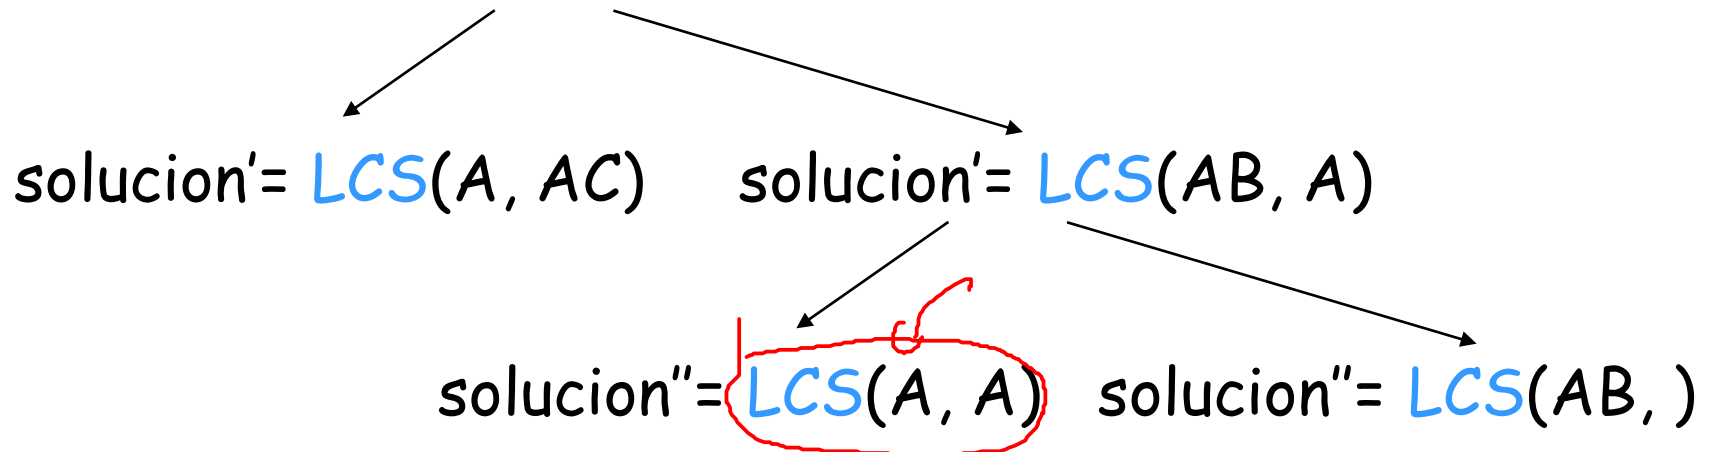 solucion'= LCS(A, AC) solucion'= LCS(AB, A)
solucion''= LCS(A, A) solucion''= LCS(AB, )